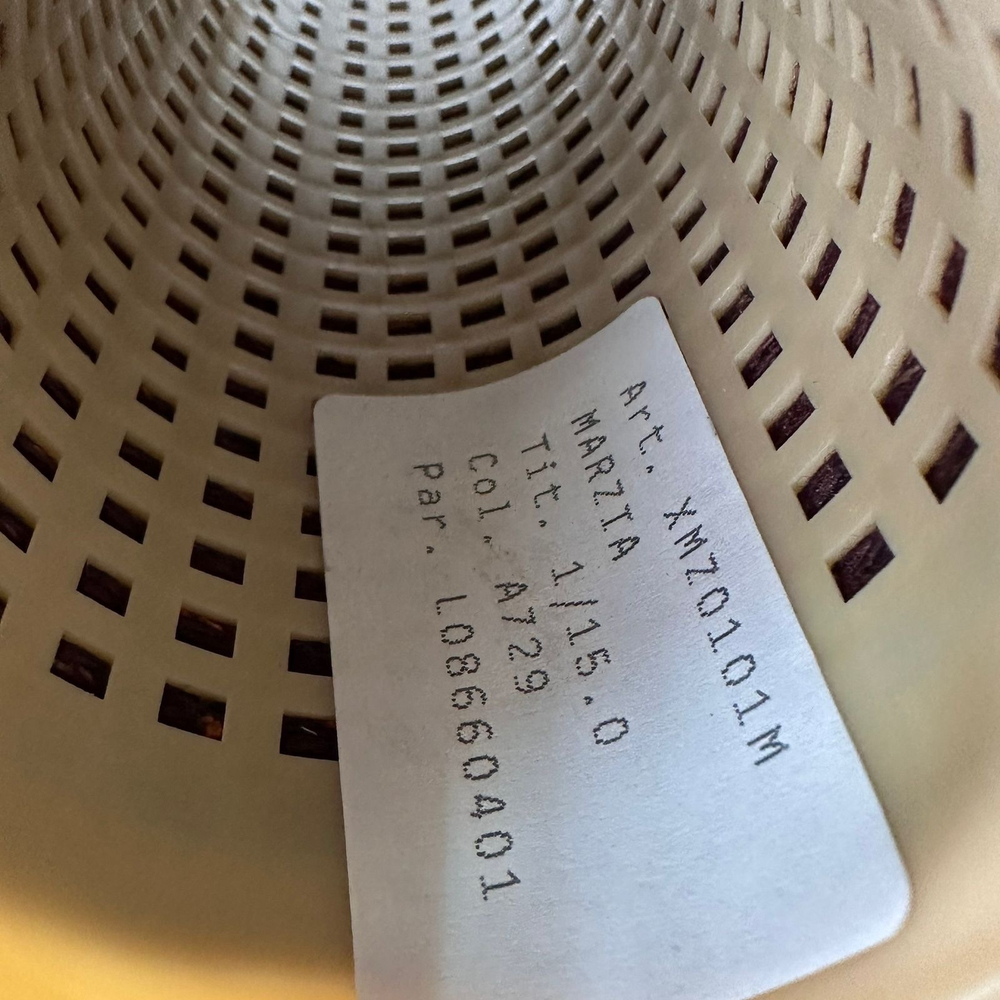 Art. XMZ0101M
MARZIA
Tit. 1/15.0
Col. A729
Par. L08660401